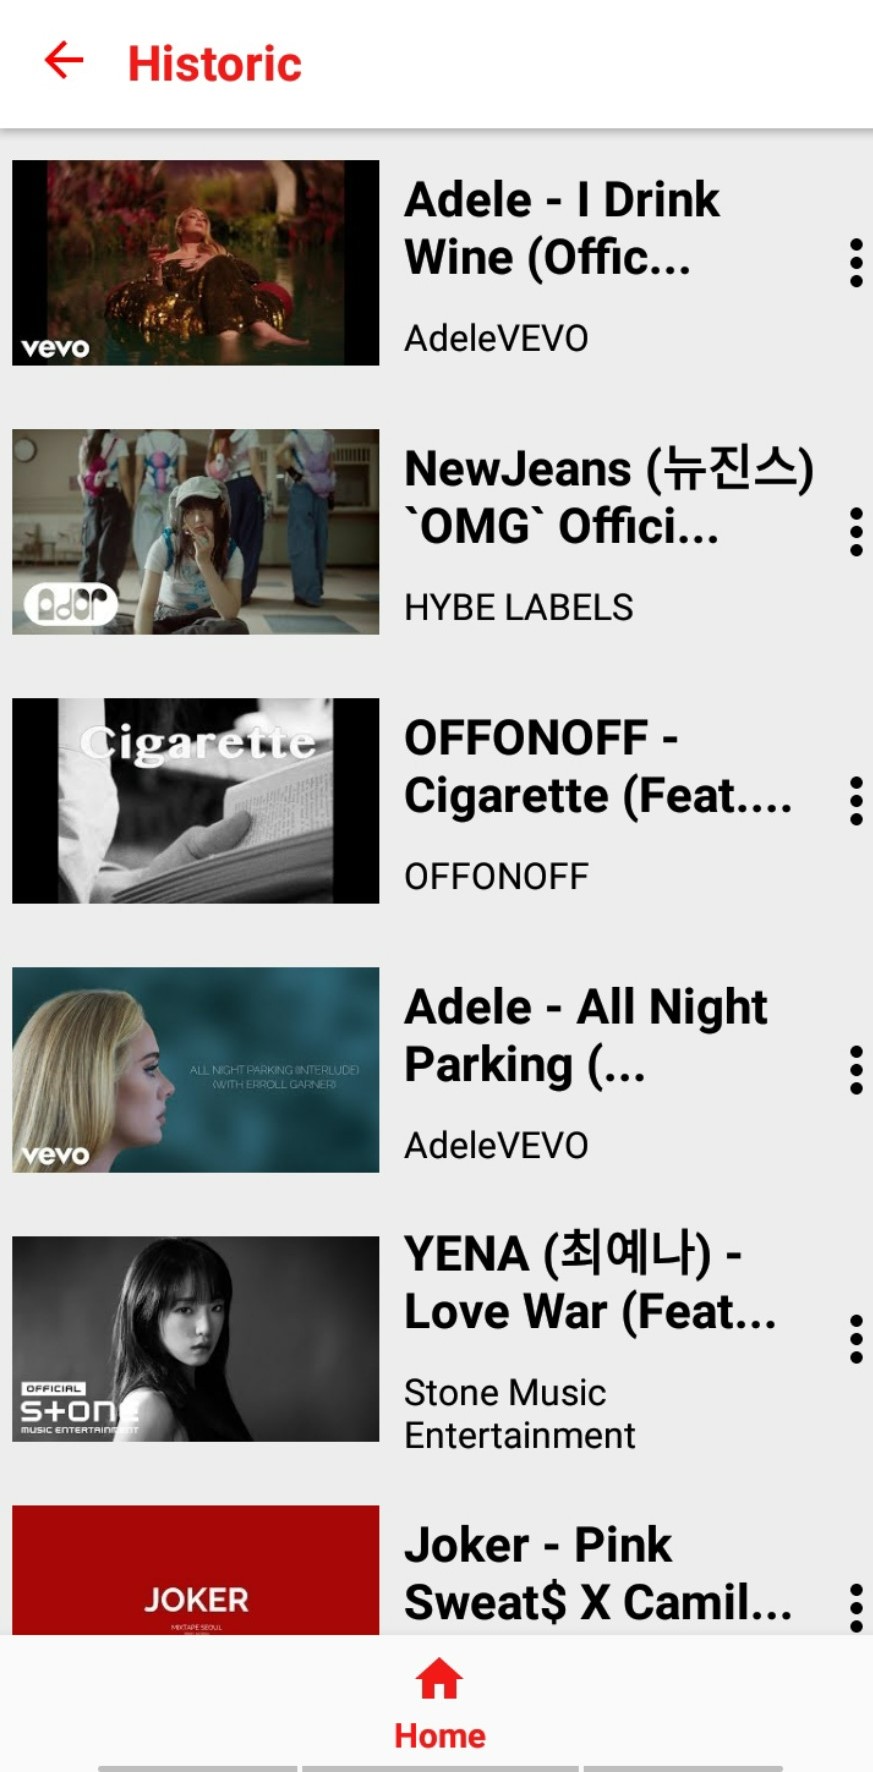 Historic
Adele - I Drink
Wine (Offic...
AdeleVEVO
vevo
NewJeans (뉴진스)
`OMG` Offici...
HYBE LABELS
ador
Cigarette
OFFONOFF -
Cigarette (Feat....
OFFONOFF
ALL NIGHT PARKING (INTERLUDE)
(WITH ERROLL GARNER)
vevo
Adele - All Night
Parking (...
AdeleVEVO
OFFICIAL
STONE
MUSIC ENTERTAINMENT
YENA (최예나) -
Love War (Feat...
Stone Music
Entertainment
JOKER
MIXTAPE SEOUL
Joker - Pink
Sweat$ X Camil...
Home